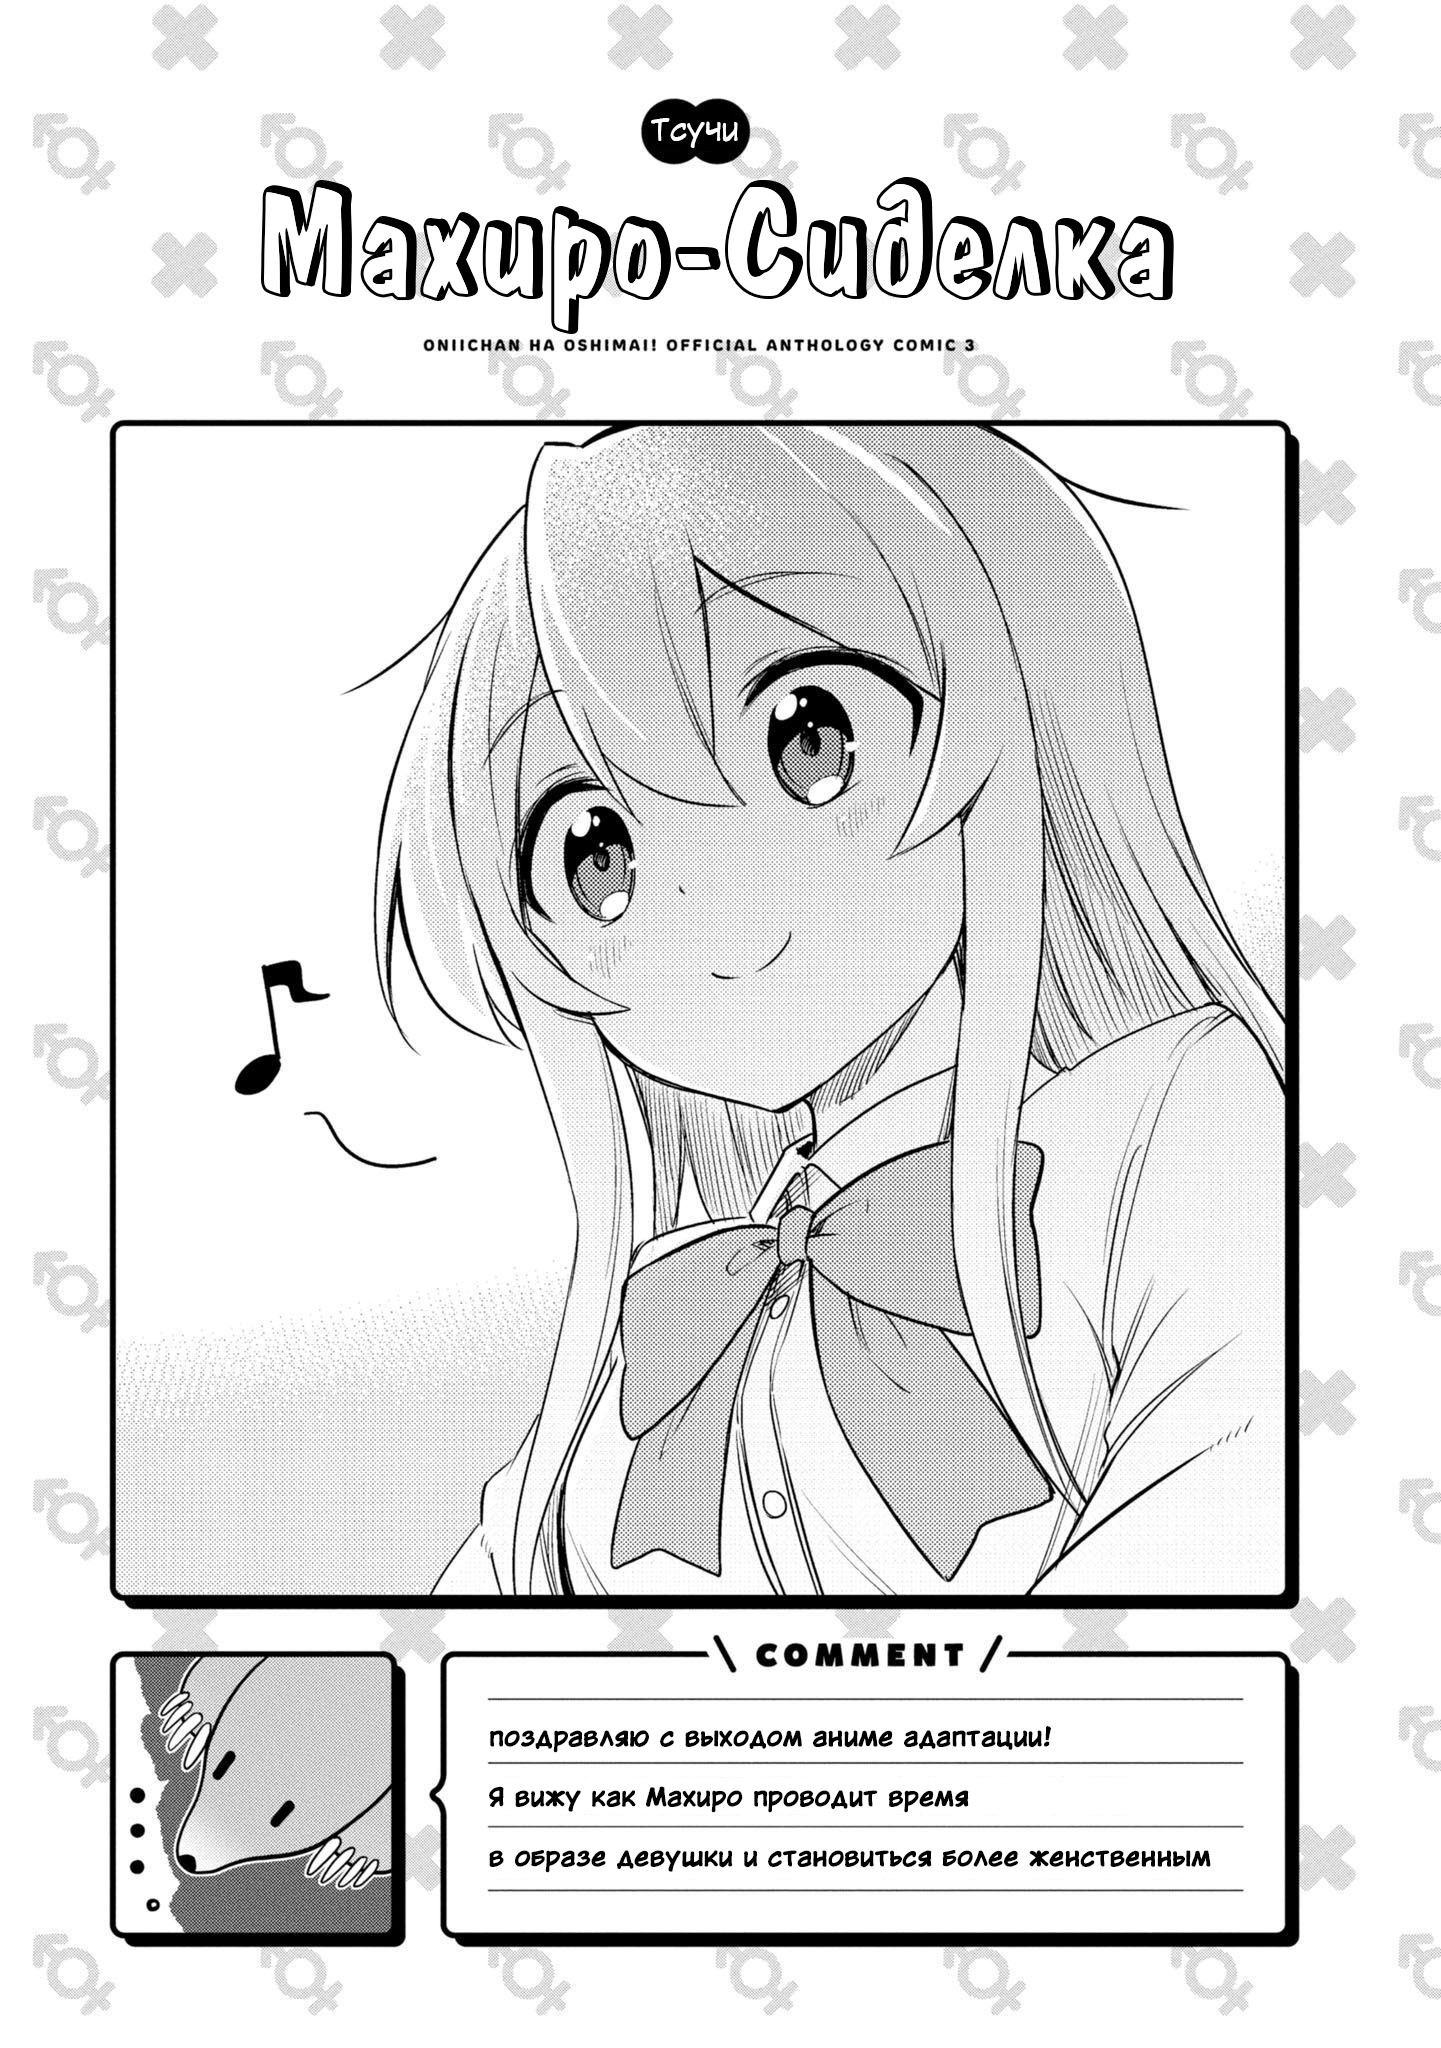 Тсучи
Махиро-Сиделка
ONIICHAN HA OSHIMAI! OFFICIAL ANTHOLOGY COMIC 3
COMMENT
поздравляю с выходом аниме адаптации!
Я вижу как Махиро проводит время
в образе девушки и становиться более женственным